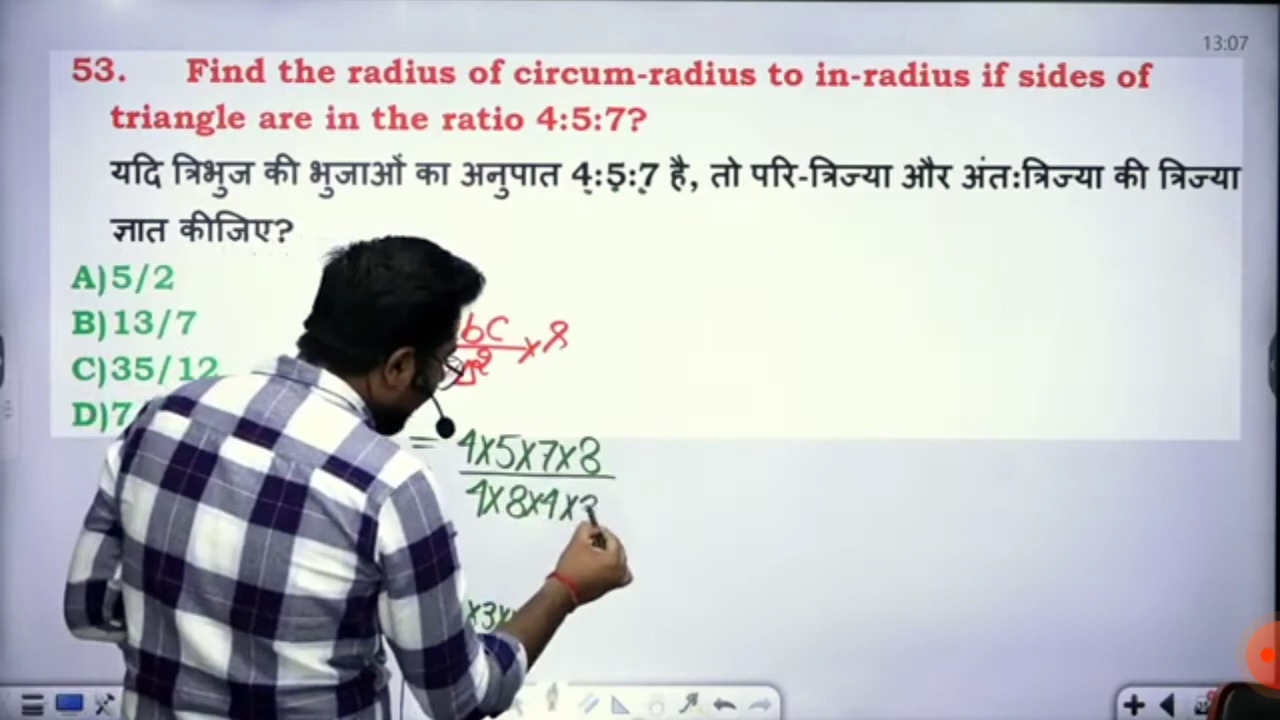 13:07
53. Find the radius of circum-radius to in-radius if sides of
triangle are in the ratio 4:5:7?
यदि त्रिभुज की भुजाओं का अनुपात 4:5:7 है, तो परि-त्रिज्या और अंतःत्रिज्या की त्रिज्या
ज्ञात कीजिए?
A)5/2
B)13/7
C)35/12
D)7
bc
× 8
= 4×5×7×8
4×8×4×3
×3×